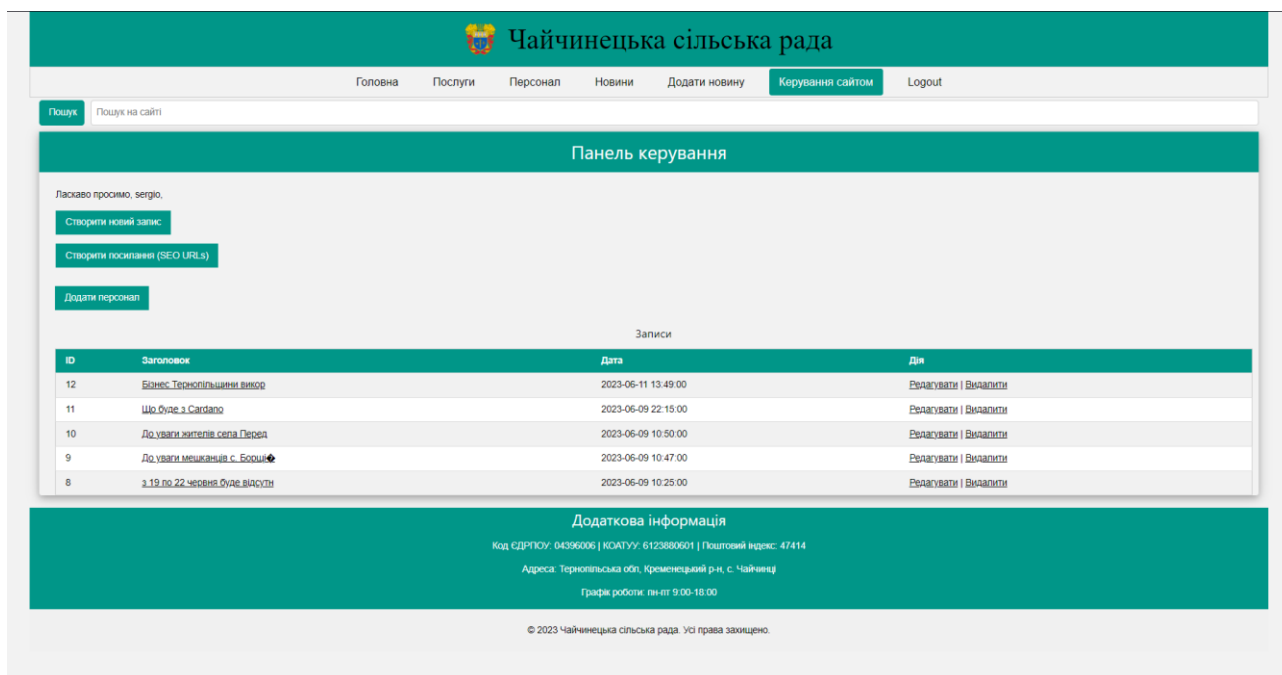 Чайчинецька сільська рада
Головна Послуги Персонал Новини Додати новину Керування сайтом Logout
Пошук Пошук на сайті
Панель керування
Ласкаво просимо, sergio,
Створити новий запис
Створити посилання (SEO URLs)
Додати персонал
Записи
ID Заголовок Дата Дія
12 Бізнес Тернопільщини викор 2023-06-11 13:49:00 Редагувати | Видалити
11 Що буде з Cardano 2023-06-09 22:15:00 Редагувати | Видалити
10 До уваги жителів села Перед 2023-06-09 10:50:00 Редагувати | Видалити
9 До уваги мешканців с. Борщі� 2023-06-09 10:47:00 Редагувати | Видалити
8 з 19 по 22 червня буде відсутн 2023-06-09 10:25:00 Редагувати | Видалити
Додаткова інформація
Код ЄДРПОУ: 04396006 | КОАТУУ: 6123880601 | Поштовий індекс: 47414
Адреса: Тернопільська обл, Кременецький р-н, с. Чайчинці
Графік роботи: пн-пт 9:00-18:00
© 2023 Чайчинецька сільська рада. Усі права захищено.